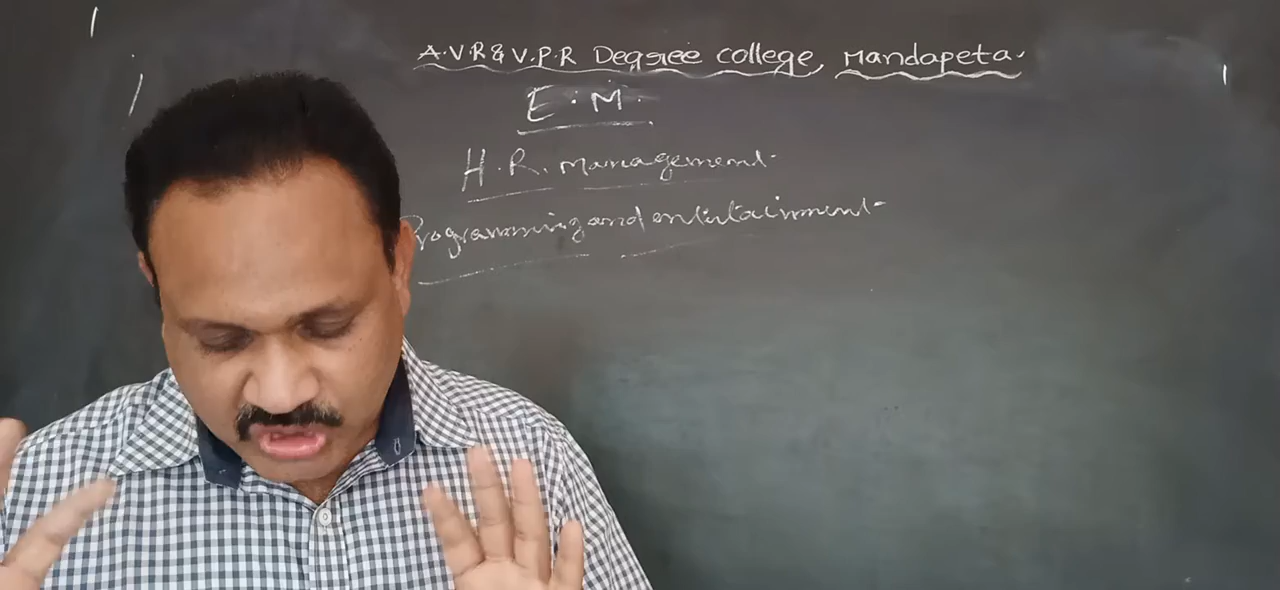 A.V.R & V.P.R Degree College, Mandapeta.
E.M.
H.R. Management.
Programming and entertainment.